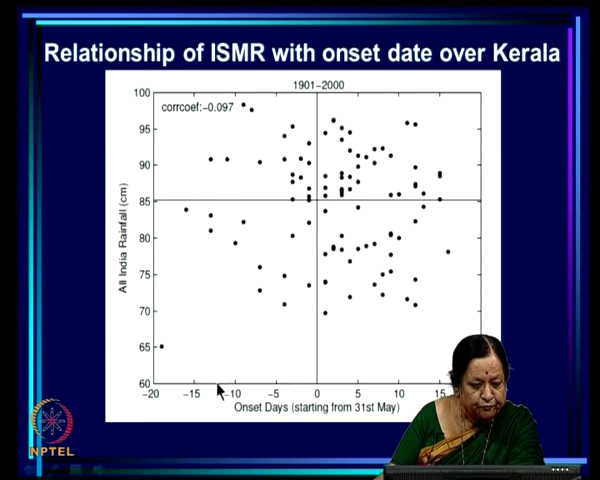 Relationship of ISMR with onset date over Kerala
1901-2000
corrcoef:-0.097
100
95
90
85
80
75
70
65
60
All India Rainfall (cm)
-20 -15 -10 -5 0 5 10 15
Onset Days (starting from 31st May)
NPTEL